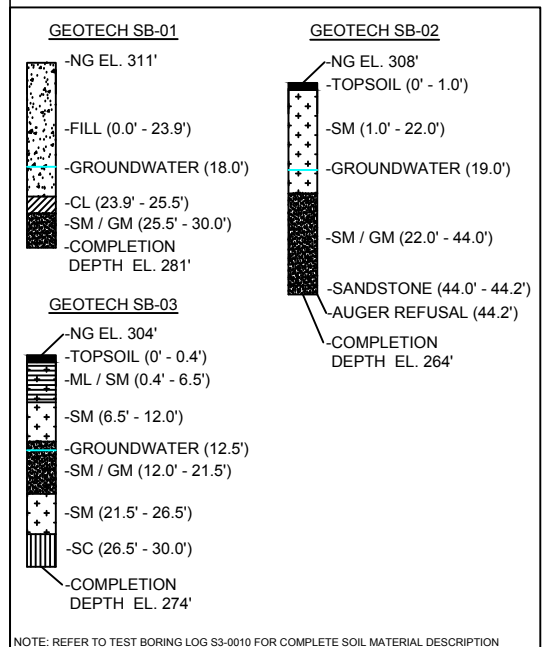 GEOTECH SB-01
-NG EL. 311'
-FILL (0.0' - 23.9')
-GROUNDWATER (18.0')
-CL (23.9' - 25.5')
-SM / GM (25.5' - 30.0')
-COMPLETION
DEPTH EL. 281'
GEOTECH SB-02
-NG EL. 308'
-TOPSOIL (0' - 1.0')
-SM (1.0' - 22.0')
-GROUNDWATER (19.0')
-SM / GM (22.0' - 44.0')
-SANDSTONE (44.0' - 44.2')
-AUGER REFUSAL (44.2')
-COMPLETION
DEPTH EL. 264'
GEOTECH SB-03
-NG EL. 304'
-TOPSOIL (0' - 0.4')
-ML / SM (0.4' - 6.5')
-SM (6.5' - 12.0')
-GROUNDWATER (12.5')
-SM / GM (12.0' - 21.5')
-SM (21.5' - 26.5')
-SC (26.5' - 30.0')
-COMPLETION
DEPTH EL. 274'
NOTE: REFER TO TEST BORING LOG S3-0010 FOR COMPLETE SOIL MATERIAL DESCRIPTION